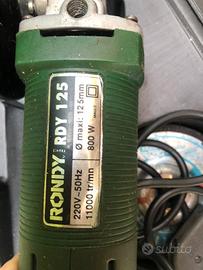 RONDY RDY 125
Ø maxi: 125mm
800 W
220V~50Hz
11000 tr/mn
subito